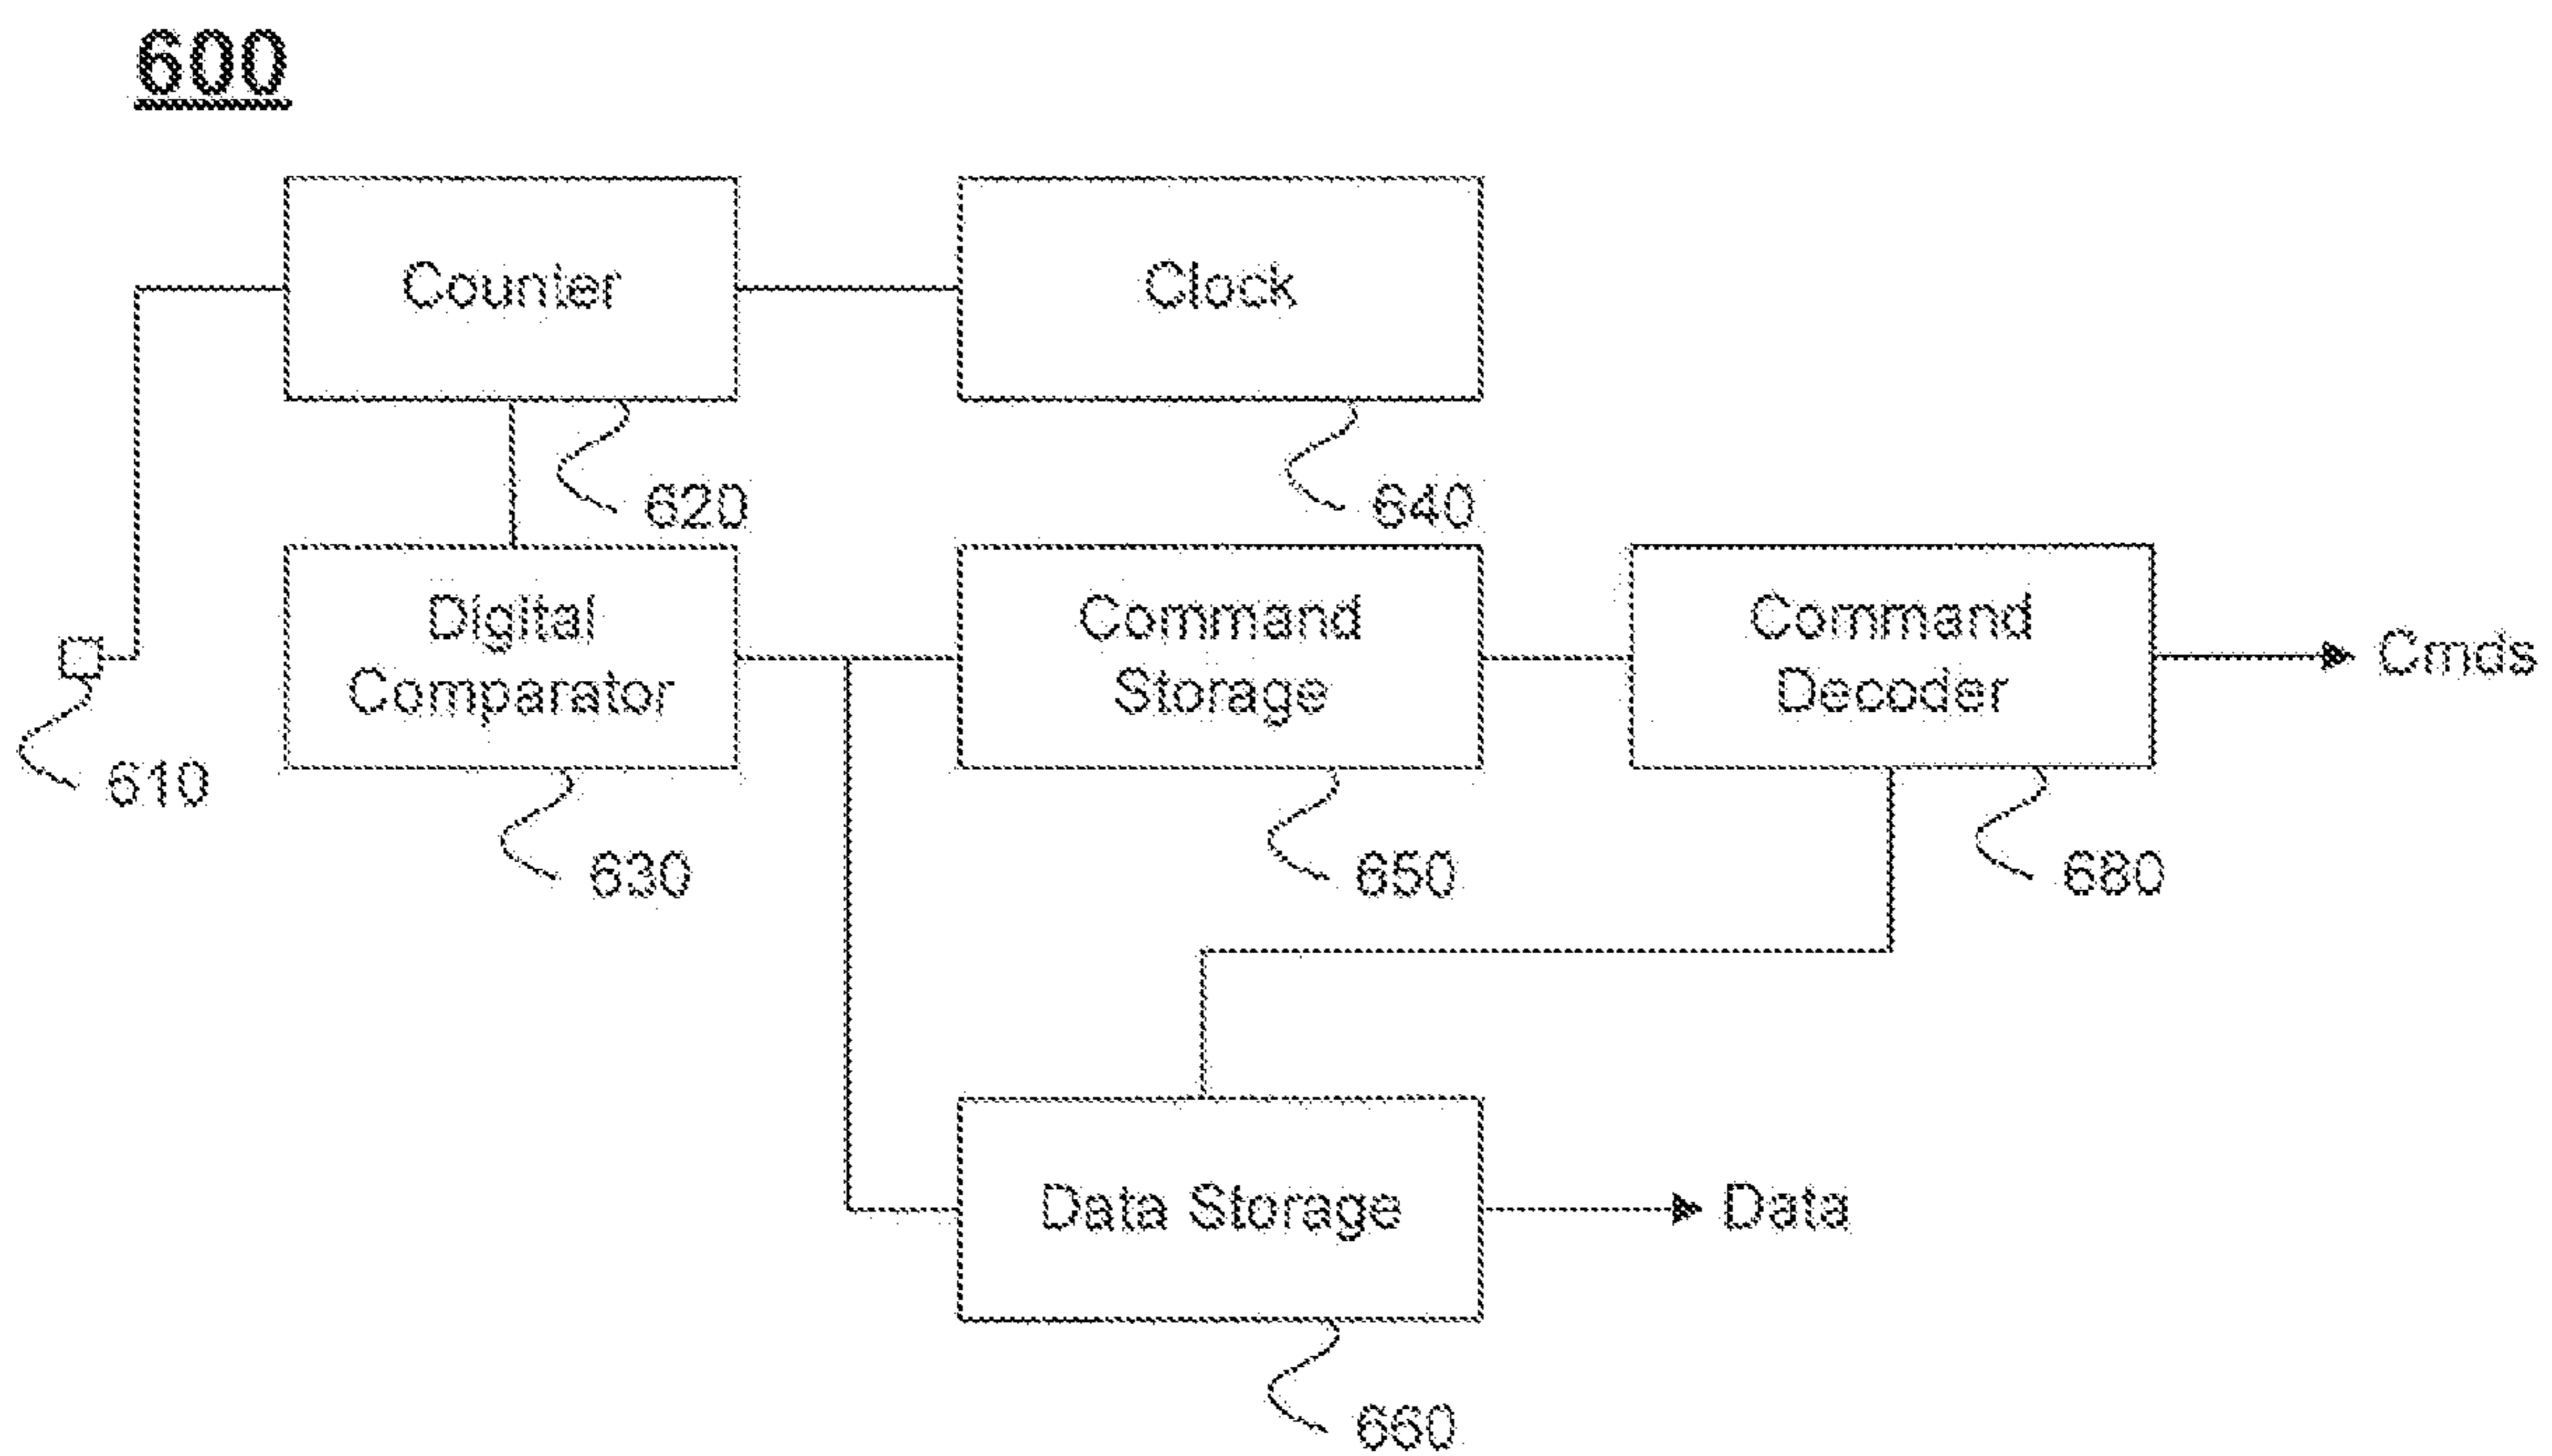 600
Counter
Clock
620
640
Digital
Comparator
Command
Storage
Command
Decoder
Cmds
610
630
650
680
Data Storage
Data
660